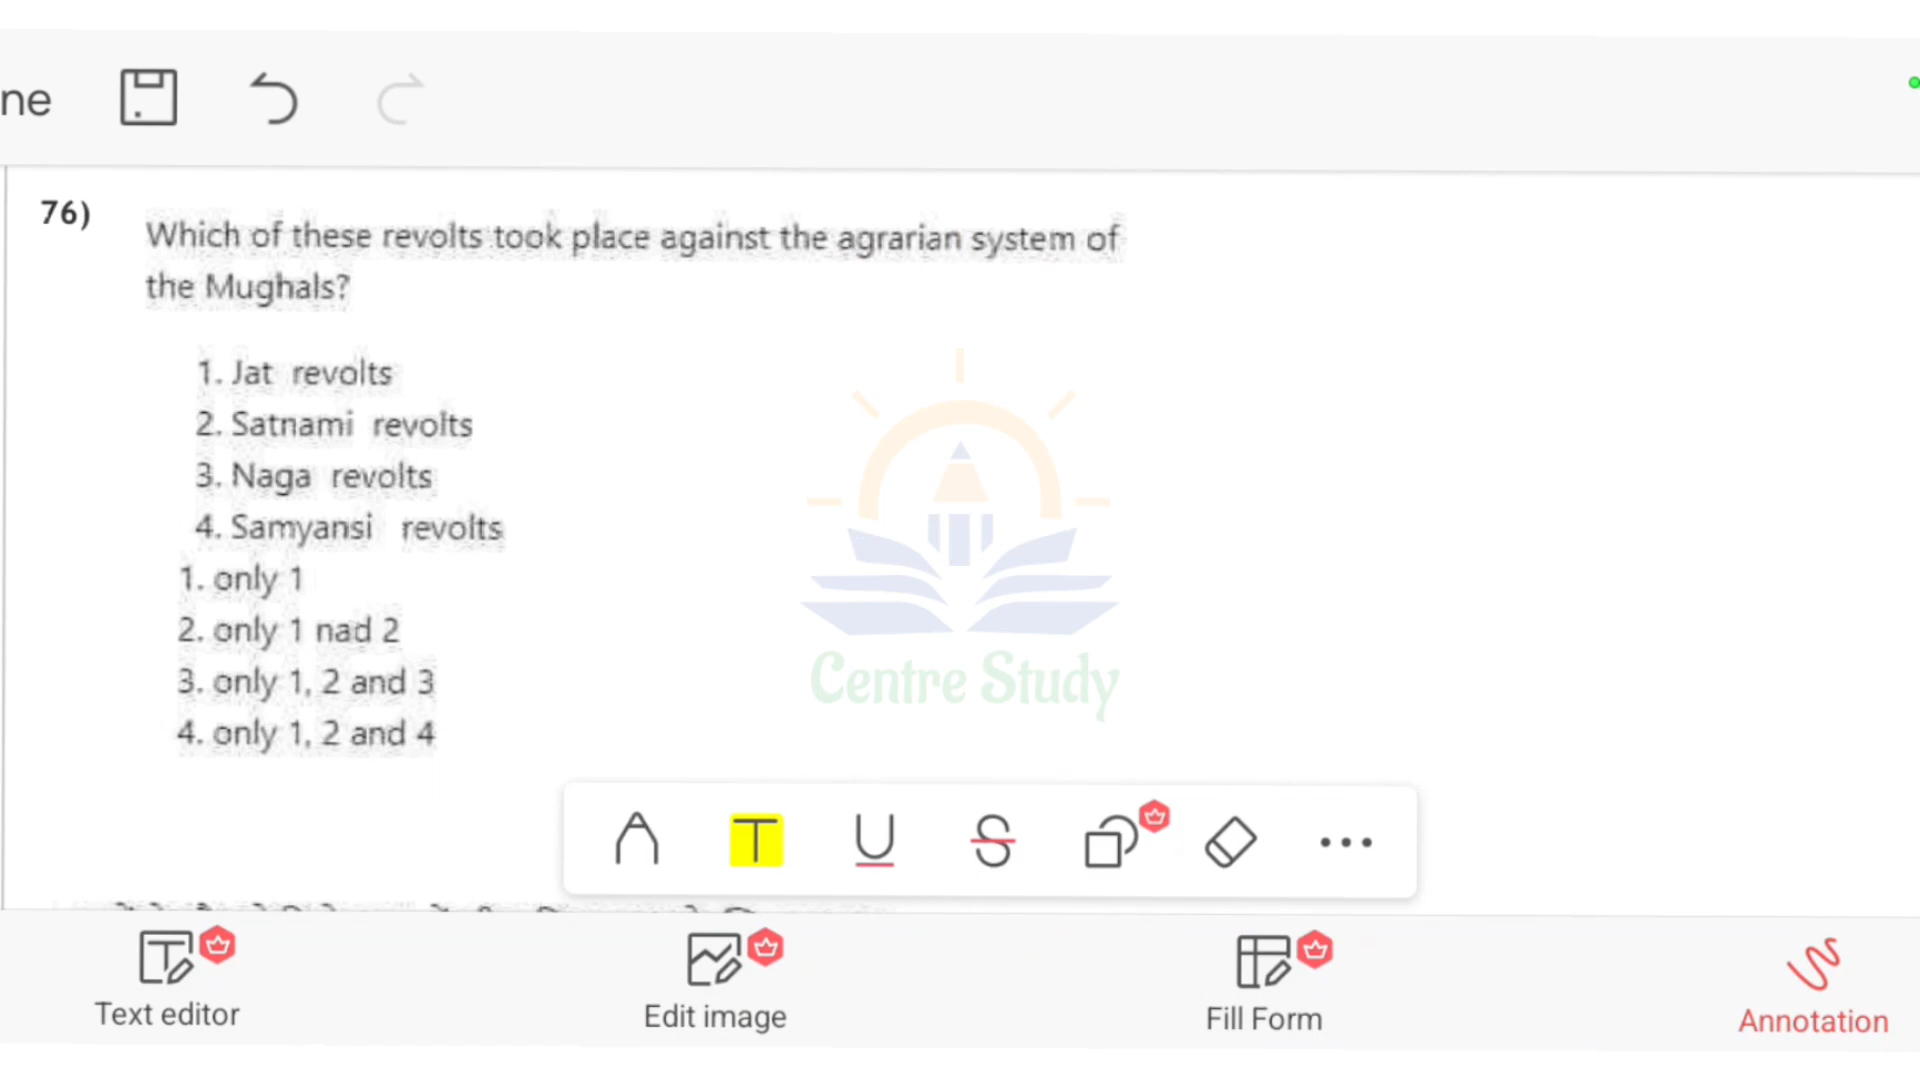 ne
76)
Which of these revolts took place against the agrarian system of
the Mughals?
1. Jat revolts
2. Satnami revolts
3. Naga revolts
4. Samyansi revolts
1. only 1
2. only 1 nad 2
3. only 1, 2 and 3
4. only 1, 2 and 4
Centre Study
Text editor
Edit image
Fill Form
Annotation